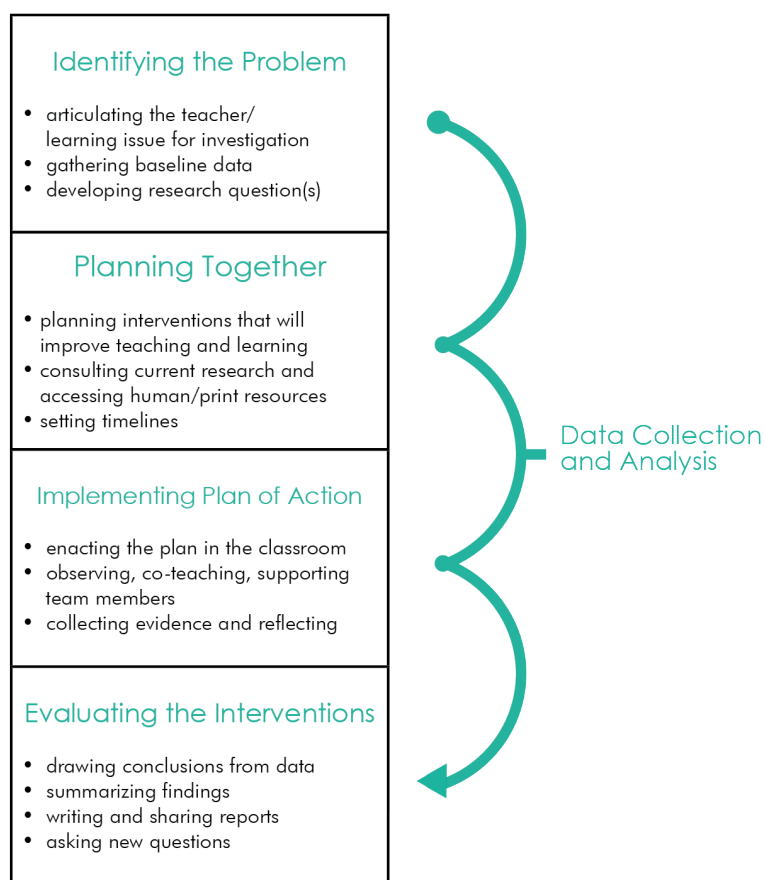 Identifying the Problem
• articulating the teacher/
learning issue for investigation
• gathering baseline data
• developing research question(s)
Planning Together
• planning interventions that will
improve teaching and learning
• consulting current research and
accessing human/print resources
• setting timelines
Implementing Plan of Action
• enacting the plan in the classroom
• observing, co-teaching, supporting
team members
• collecting evidence and reflecting
Evaluating the Interventions
• drawing conclusions from data
• summarizing findings
• writing and sharing reports
• asking new questions
Data Collection
and Analysis